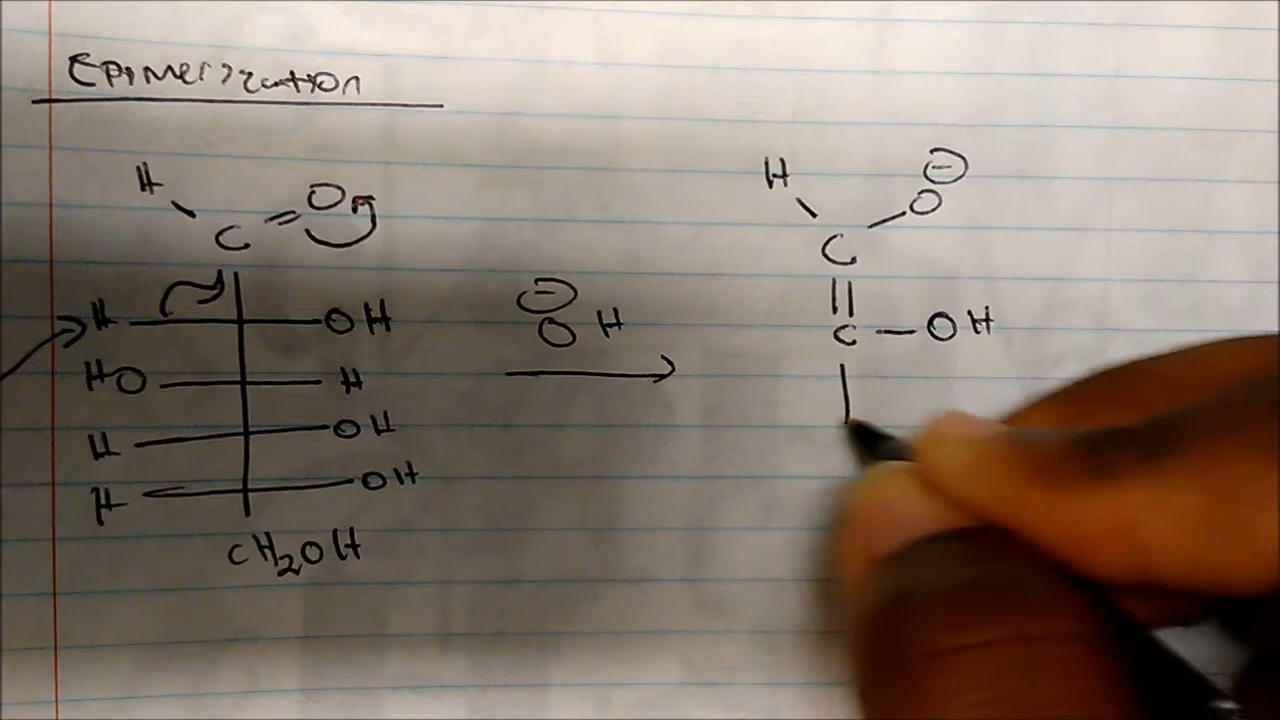 Epimerization
H C=O
H OH
HO H
H OH
H OH
CH₂OH
⊖
OH
H C O ⊖
C-OH